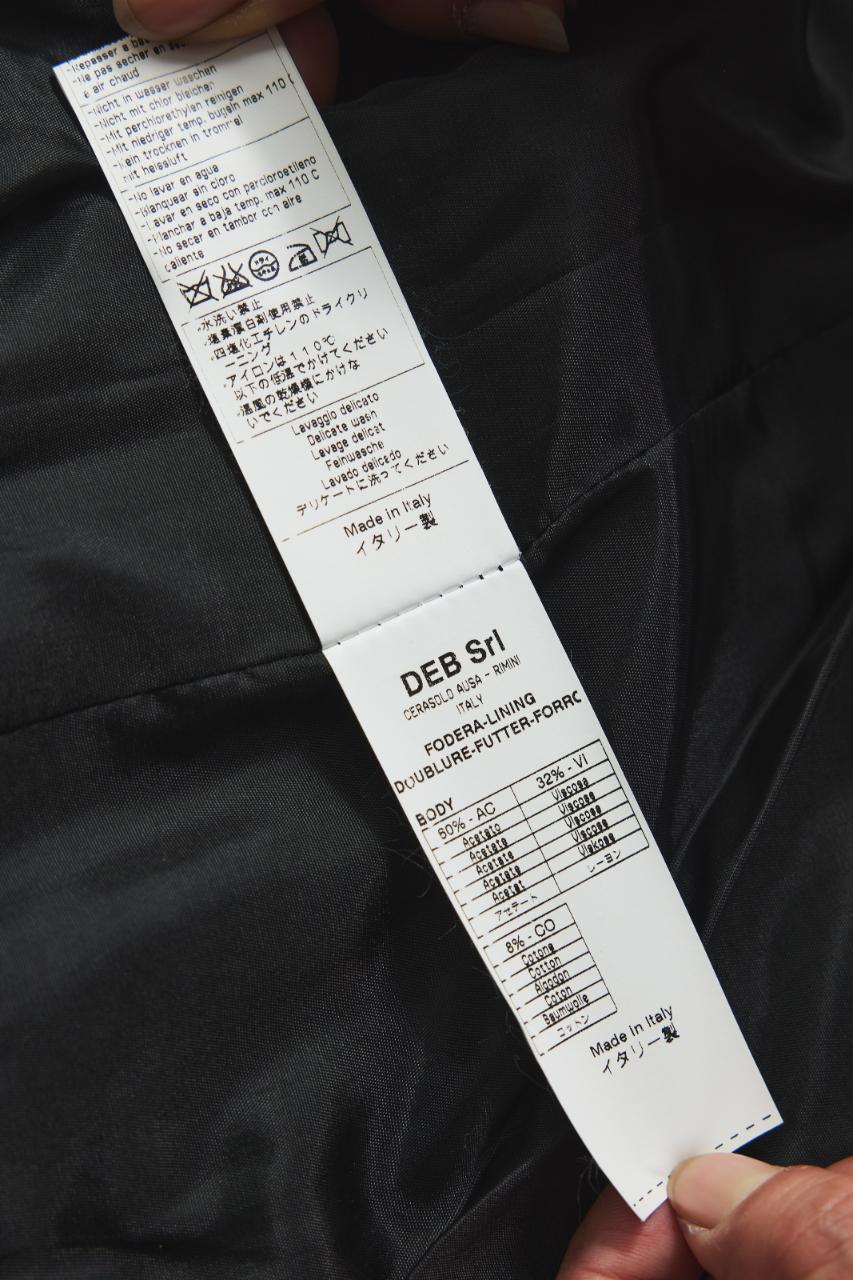 -Repasser a ba
-Ne pas secher en se
a air chaud
-Nicht in wasser waschen
-Nicht mit chlor bleichen
-Mit perchlorethylen reinigen
-Mit niedriger temp. bugeln max 110
-Kein trocknen in trommel
mit heissluft
-No lavar en agua
-Blanquear sin cloro
-Lavar en seco con percloroetileno
-Planchar a baja temp. max 110 C
-No secar en tambor con aire
caliente
ドライ
-水洗い禁止
-塩素漂白剤使用禁止
-四塩化エチレンのドライクリ
ーニング
-アイロンは110℃
以下の低温でかけてください
-温風の乾燥機にかけな
いでください
Lavaggio delicato
Delicate wash
Lavage delicat
Feinwasche
Lavado delicado
デリケートに洗ってください
Made in Italy
イタリー製
DEB Srl
CERASOLO AUSA - RIMINI
ITALY
FODERA-LINING
DOUBLURE-FUTTER-FORRO
BODY
60% - AC 32% - VI
Acetato Viscosa
Acetate Viscose
Acetate Viscosa
Acetate Viscose
Acetat Viskose
アセテート レーヨン
8% - CO
Cotone
Cotton
Algodon
Coton
Baumwolle
コットン
Made in Italy
イタリー製